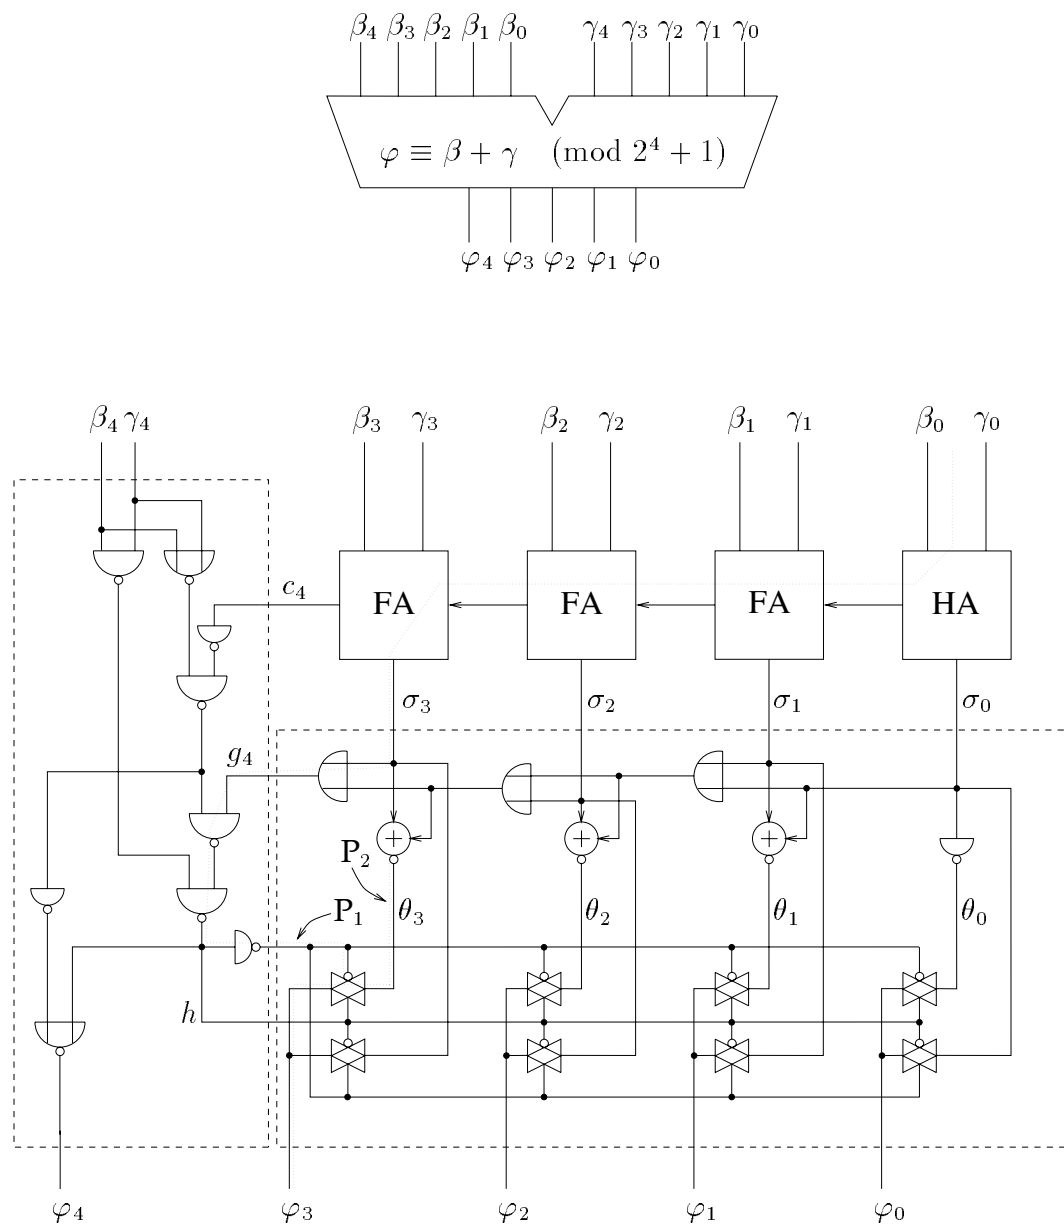 β₄ β₃ β₂ β₁ β₀ γ₄ γ₃ γ₂ γ₁ γ₀
φ ≡ β + γ (mod 2⁴ + 1)
φ₄ φ₃ φ₂ φ₁ φ₀
β₄ γ₄ β₃ γ₃ β₂ γ₂ β₁ γ₁ β₀ γ₀
c₄ FA FA FA HA
σ₃ σ₂ σ₁ σ₀
g₄
+ + +
P₂
P₁ θ₃ θ₂ θ₁ θ₀
h
φ₄ φ₃ φ₂ φ₁ φ₀